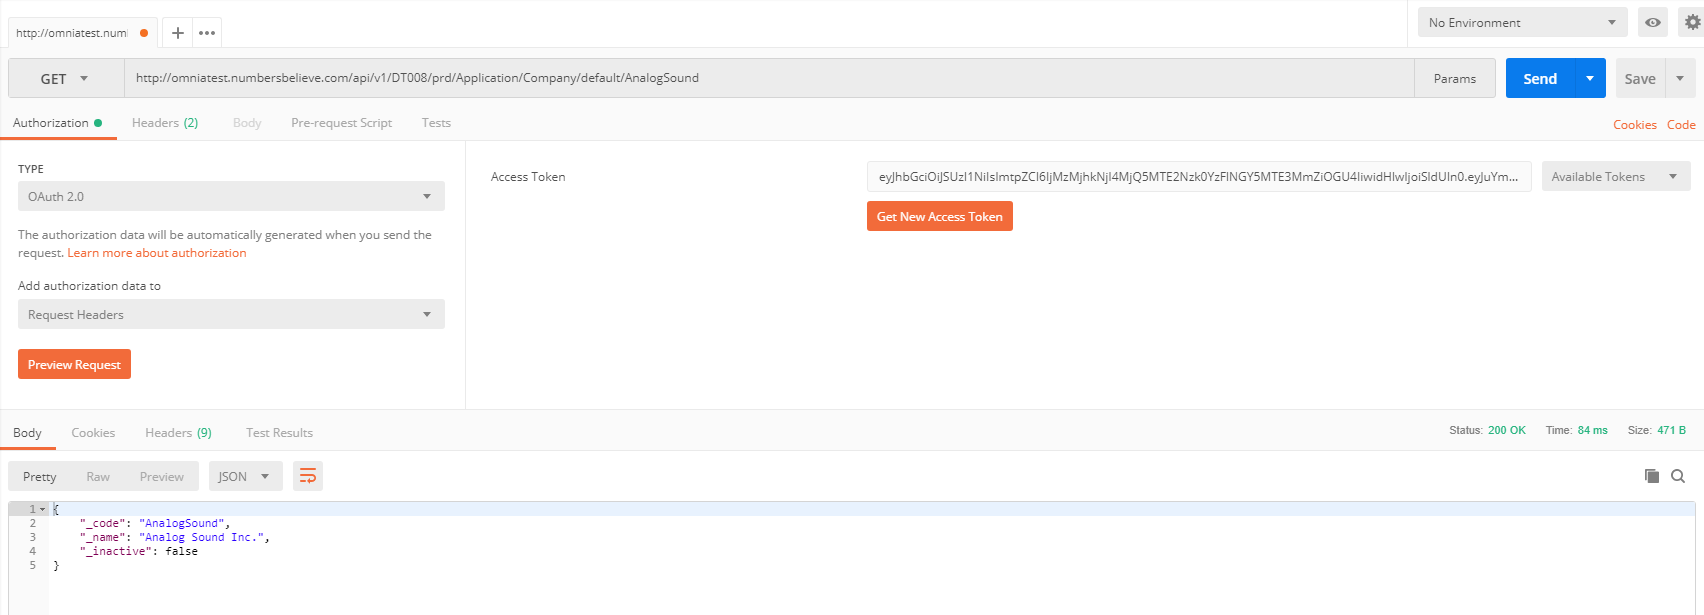 http://omniatest.numl
No Environment
GET
http://omniatest.numbersbelieve.com/api/v1/DT008/prd/Application/Company/default/AnalogSound
Params
Send
Save
Authorization
Headers (2)
Body
Pre-request Script
Tests
Cookies
Code
TYPE
OAuth 2.0
The authorization data will be automatically generated when you send the
request. Learn more about authorization
Add authorization data to
Request Headers
Preview Request
Access Token
Available Tokens
Get New Access Token
Body
Cookies
Headers (9)
Test Results
Status: 200 OK
Time: 84 ms
Size: 471 B
Pretty
Raw
Preview
JSON
1 {
2 "_code": "AnalogSound",
3 "_name": "Analog Sound Inc.",
4 "_inactive": false
5 }